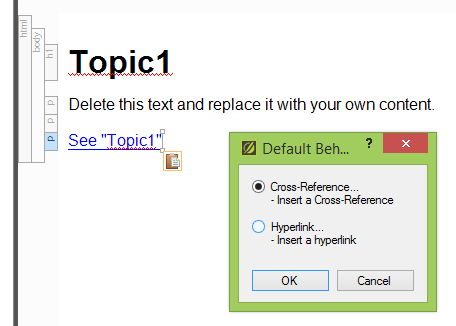 html
body
h1
Topic1
p
Delete this text and replace it with your own content.
p
p
See "Topic1"
Default Beh... ?
Cross-Reference...
- Insert a Cross-Reference
Hyperlink...
- Insert a hyperlink
OK Cancel